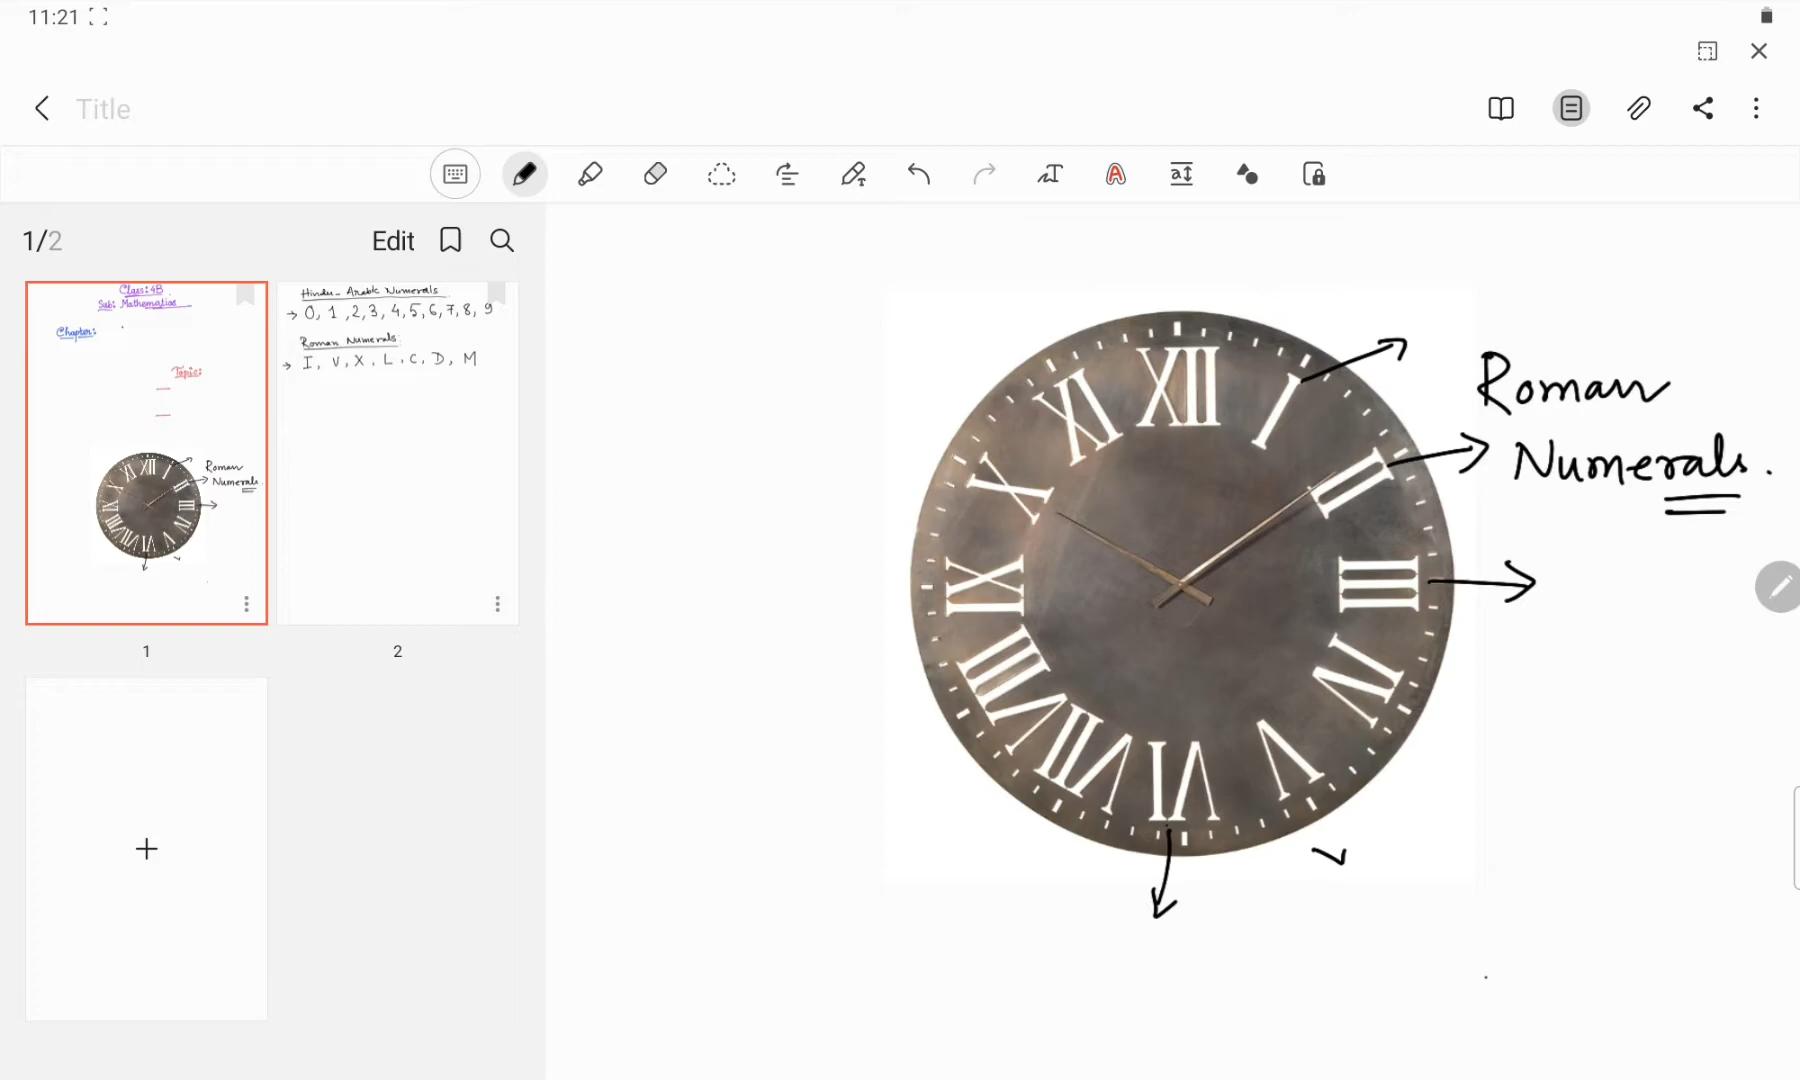 11:21
Title
1/2
Edit
Class: 4B
Sub: Mathematics
Chapter:
Topic:
Roman
Numerals.
1
Hindu-Arabic Numerals
→ 0, 1, 2, 3, 4, 5, 6, 7, 8, 9
Roman Numerals
→ I, V, X, L, C, D, M
2
XII
I
II
III
IV
V
VI
VII
VIII
IX
X
XI
Roman
Numerals.